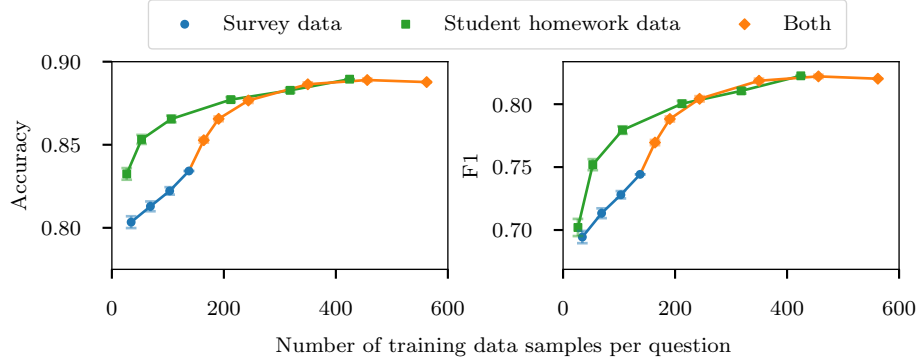 Survey data Student homework data Both
Accuracy
0.90
0.85
0.80
0 200 400 600
F1
0.80
0.75
0.70
0 200 400 600
Number of training data samples per question